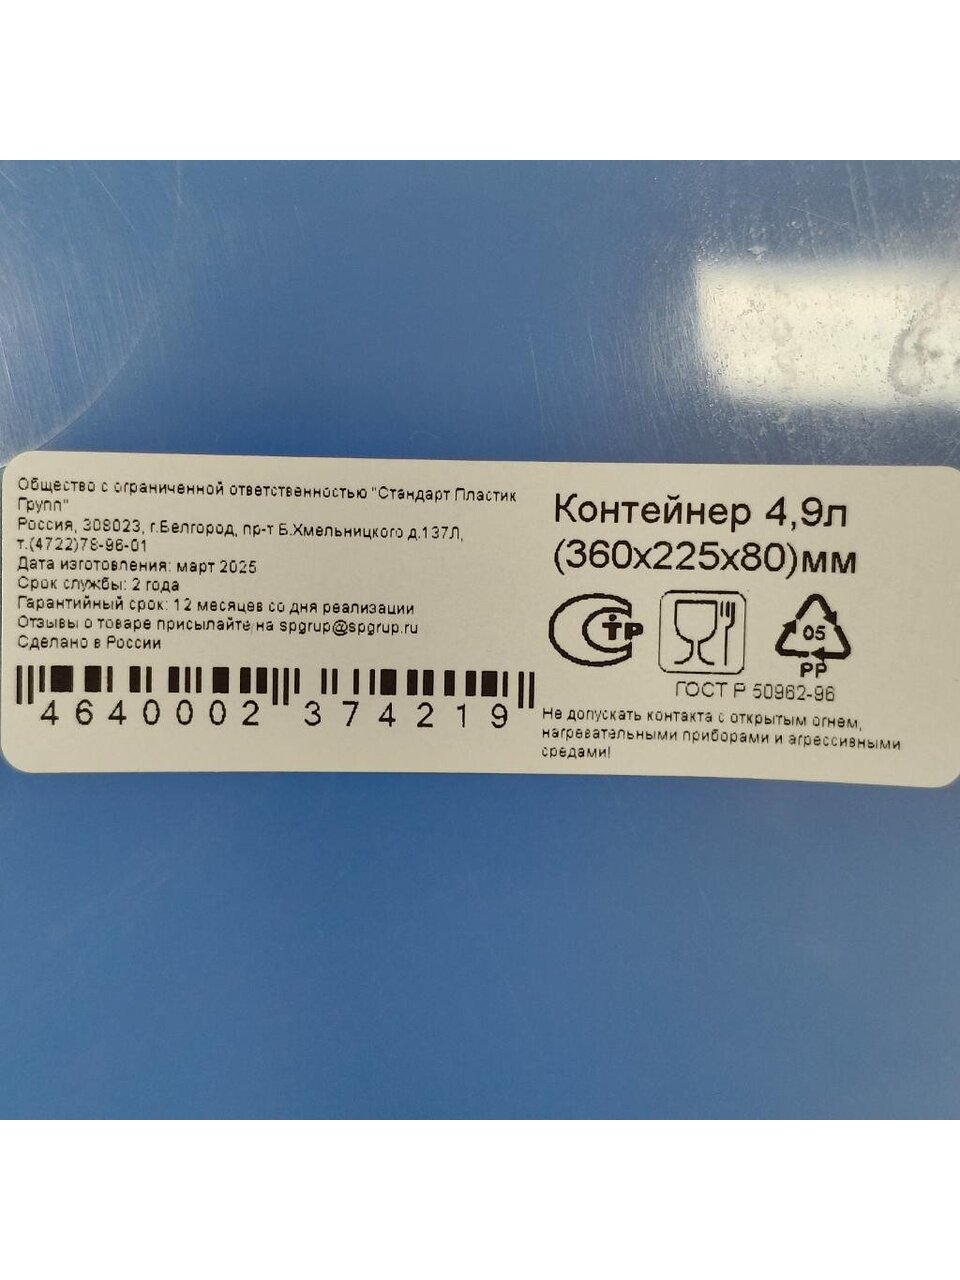 Общество с ограниченной ответственностью "Стандарт Пластик
Групп"
Россия, 308023, г.Белгород, пр-т Б.Хмельницкого д.137Л,
т.(4722)78-96-01
Дата изготовления: март 2025
Срок службы: 2 года
Гарантийный срок: 12 месяцев со дня реализации
Отзывы о товаре присылайте на spgrup@spgrup.ru
Сделано в России
4640002374219
Контейнер 4,9л
(360х225х80)мм
СТР
05
PP
ГОСТ Р 50962-96
Не допускать контакта с открытым огнем,
нагревательными приборами и агрессивными
средами!